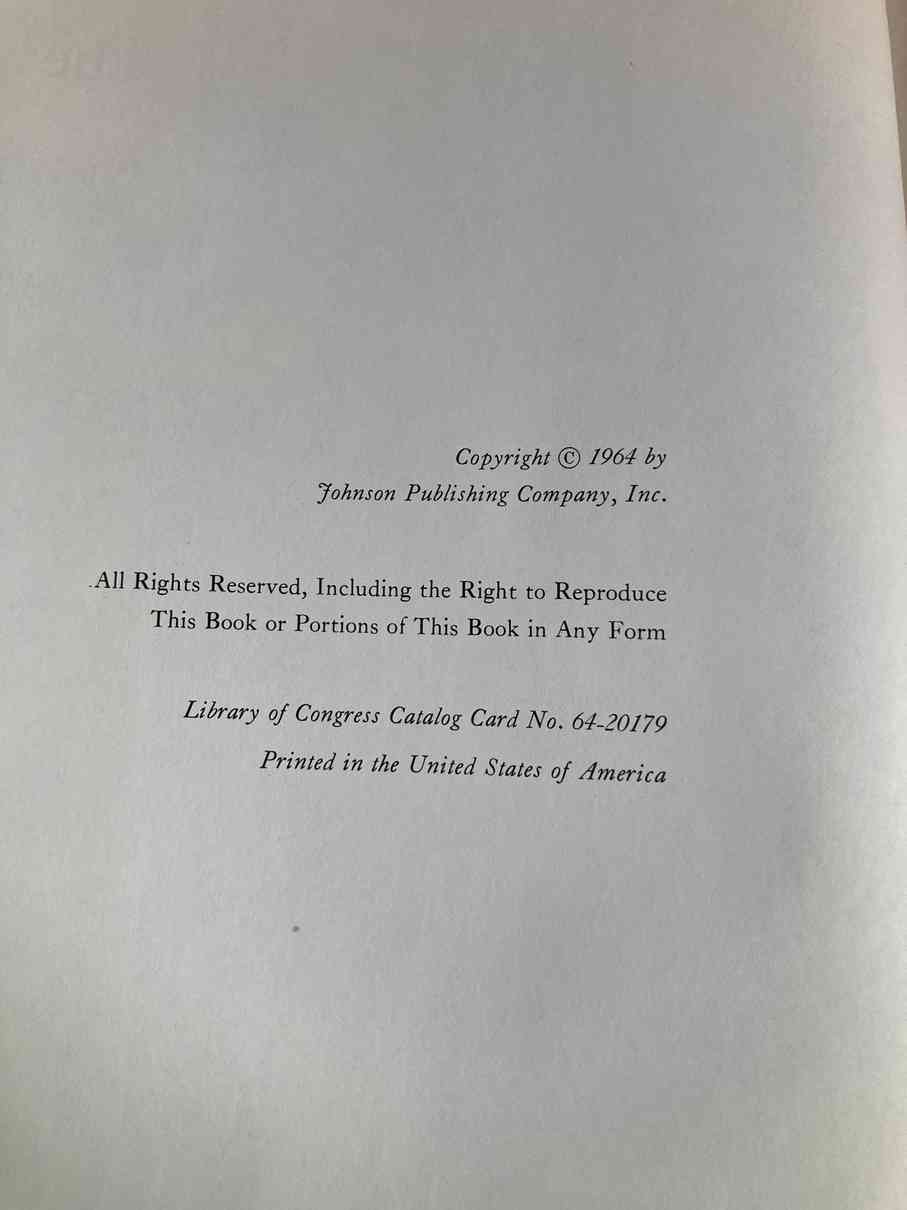 Copyright © 1964 by
Johnson Publishing Company, Inc.
All Rights Reserved, Including the Right to Reproduce
This Book or Portions of This Book in Any Form
Library of Congress Catalog Card No. 64-20179
Printed in the United States of America